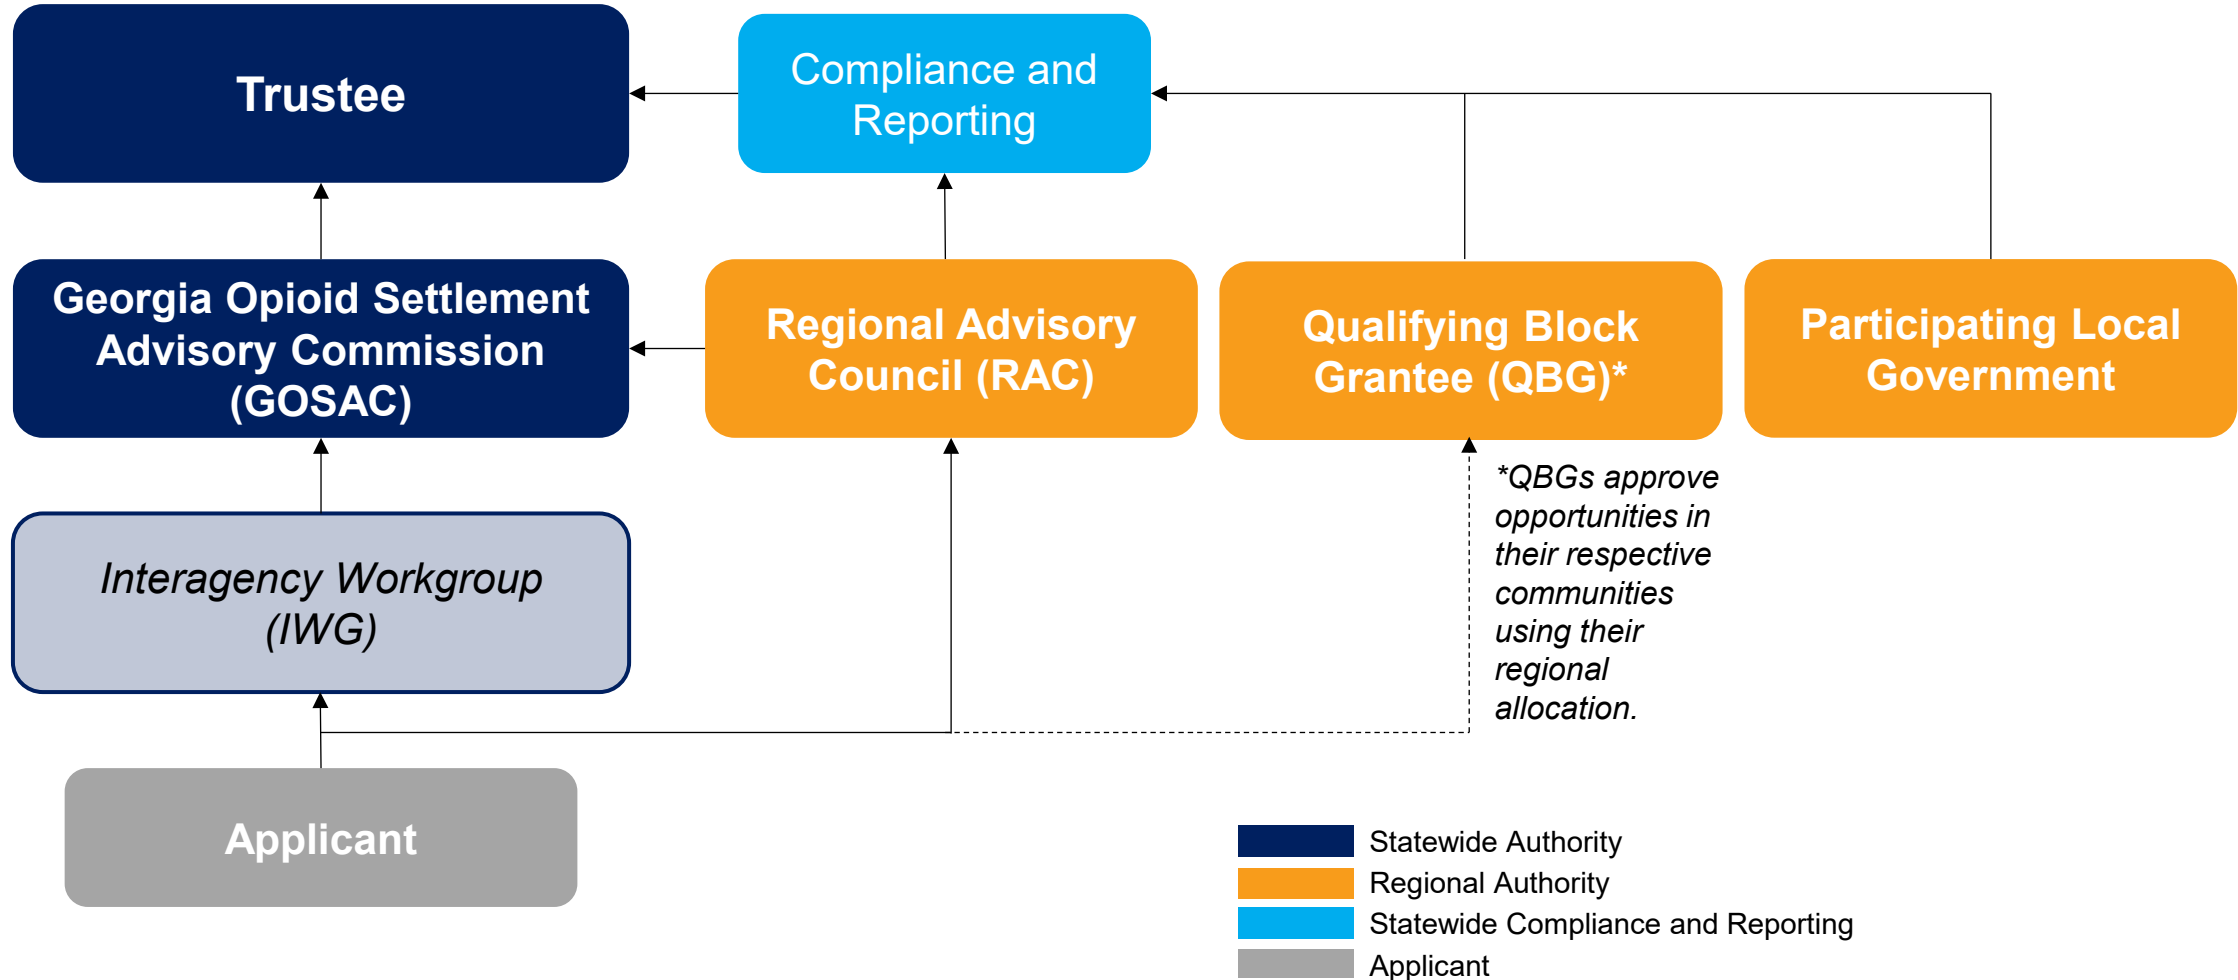 Trustee
Compliance and
Reporting
Georgia Opioid Settlement
Advisory Commission
(GOSAC)
Regional Advisory
Council (RAC)
Qualifying Block
Grantee (QBG)*
Participating Local
Government
*QBGs approve
opportunities in
their respective
communities
using their
regional
allocation.
Interagency Workgroup
(IWG)
Applicant
Statewide Authority
Regional Authority
Statewide Compliance and Reporting
Applicant